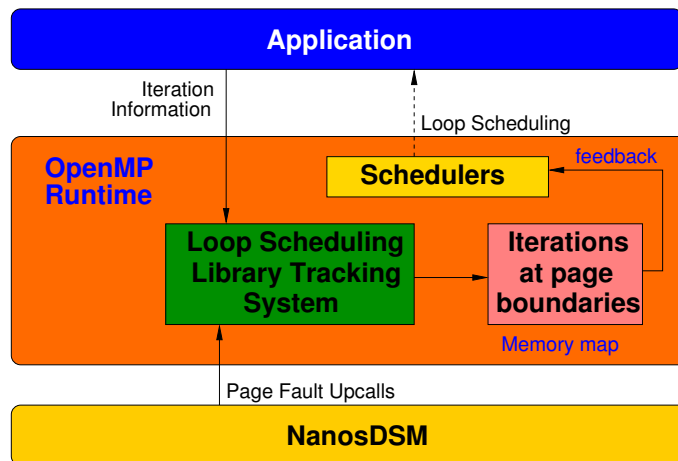 Application
Iteration
Information
Loop Scheduling
OpenMP
Runtime
feedback
Schedulers
Loop Scheduling
Library Tracking
System
Iterations
at page
boundaries
Memory map
Page Fault Upcalls
NanosDSM